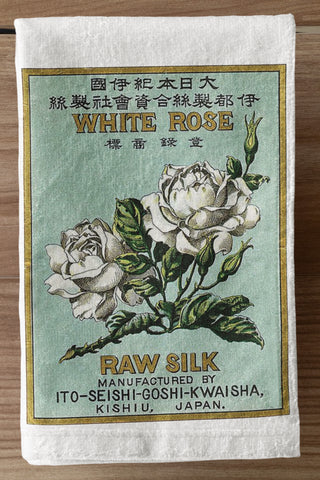 大日本紀伊國
伊都製絲合資會社製絲
WHITE ROSE
登錄商標
RAW SILK
MANUFACTURED BY
ITO-SEISHI-GOSHI-KWAISHA,
KISHIU, JAPAN.